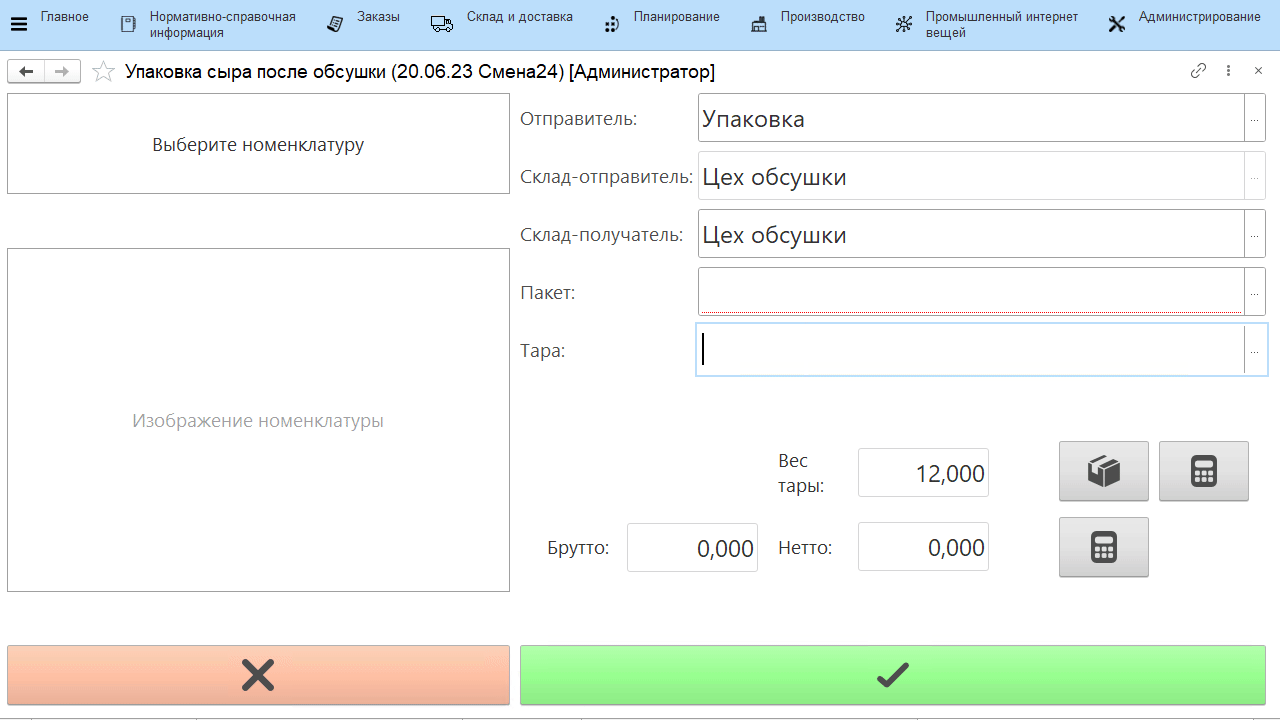 Главное
Нормативно-справочная
информация
Заказы
Склад и доставка
Планирование
Производство
Промышленный интернет
вещей
Администрирование
Упаковка сыра после обсушки (20.06.23 Смена24) [Администратор]
Выберите номенклатуру
Изображение номенклатуры
Отправитель: Упаковка ...
Склад-отправитель: Цех обсушки ...
Склад-получатель: Цех обсушки ...
Пакет: ...
Тара: ...
Вес
тары: 12,000
Брутто: 0,000 Нетто: 0,000